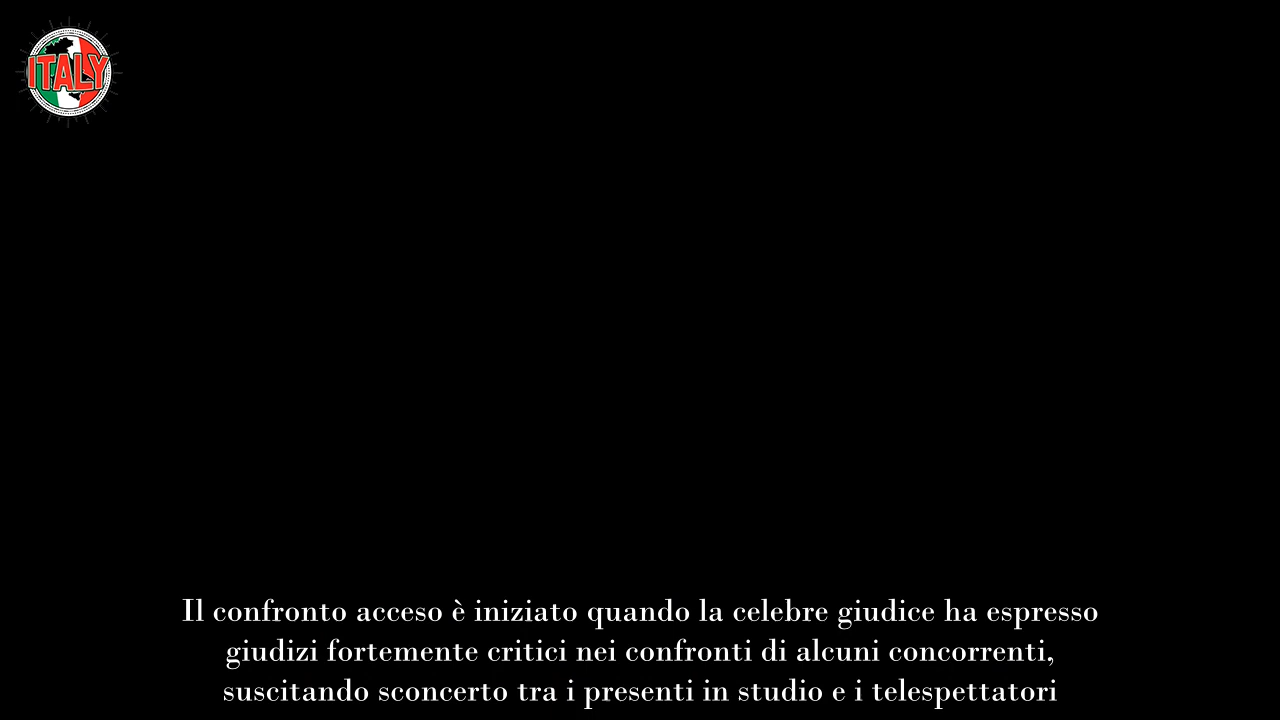 ITALY
Il confronto acceso è iniziato quando la celebre giudice ha espresso
giudizi fortemente critici nei confronti di alcuni concorrenti,
suscitando sconcerto tra i presenti in studio e i telespettatori